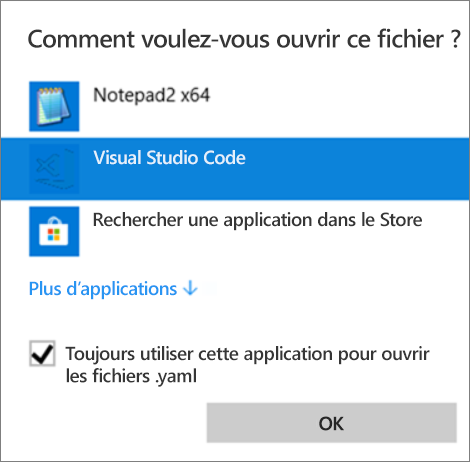 Comment voulez-vous ouvrir ce fichier ?
Notepad2 x64
Visual Studio Code
Rechercher une application dans le Store
Plus d’applications ↓
Toujours utiliser cette application pour ouvrir
les fichiers .yaml
OK